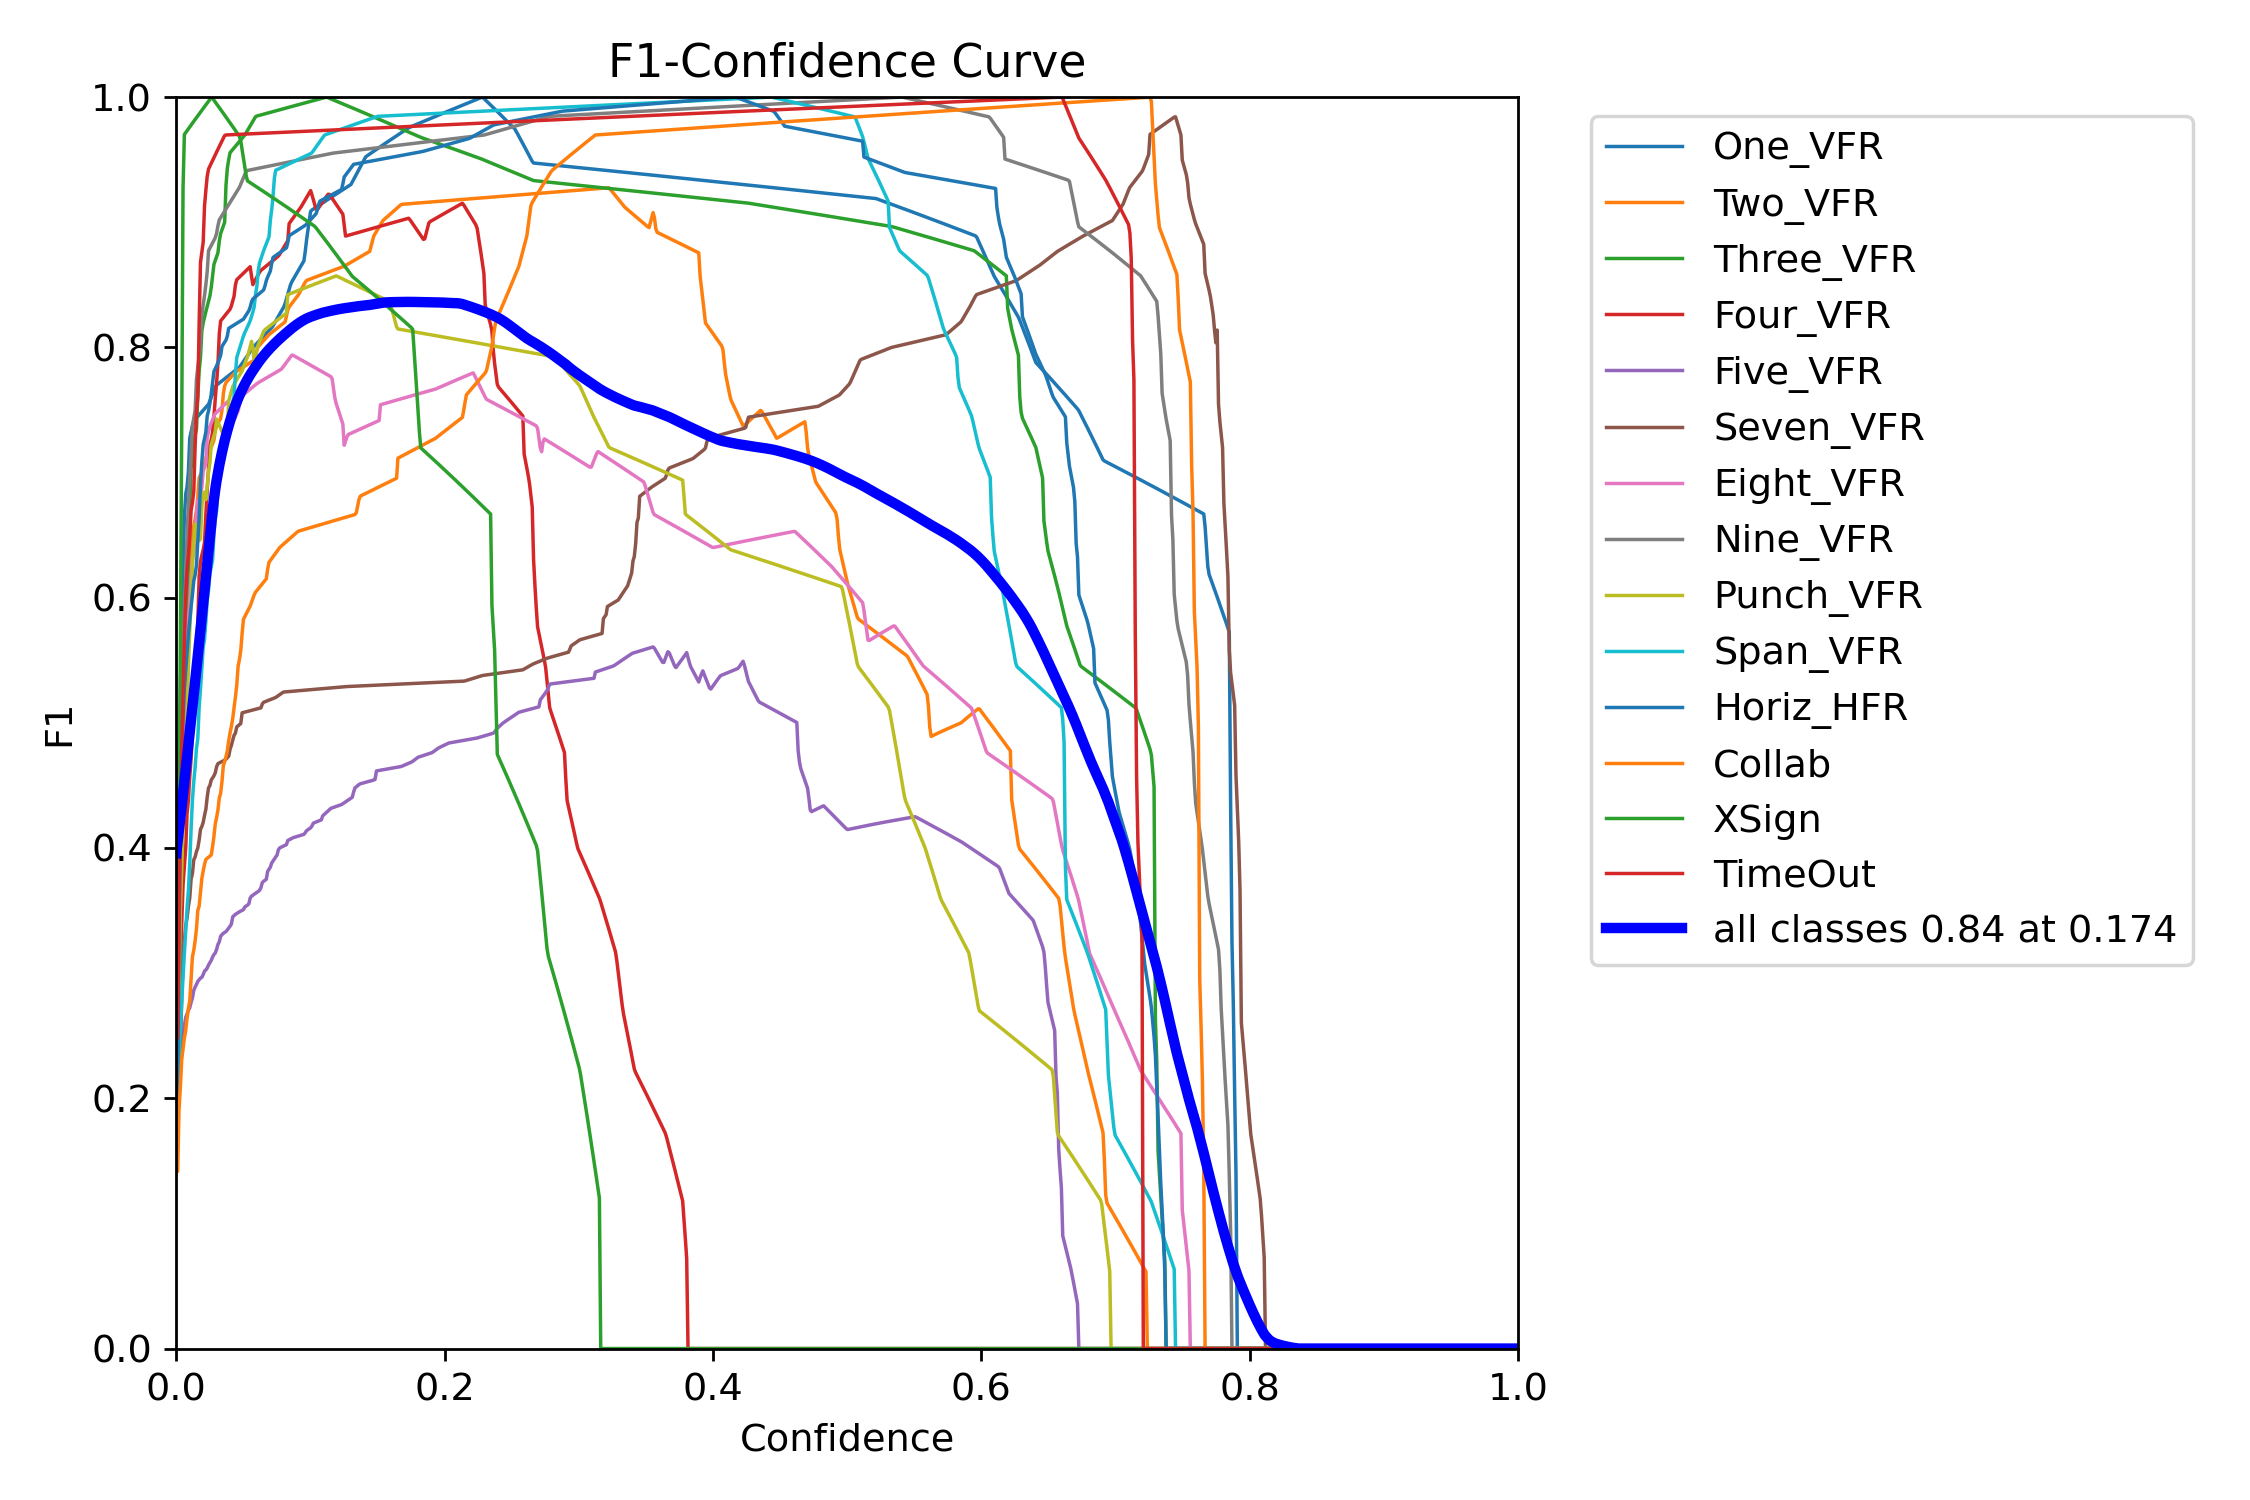 F1-Confidence Curve
1.0
0.8
0.6
0.4
0.2
0.0
F1
0.0 0.2 0.4 0.6 0.8 1.0
Confidence
One_VFR
Two_VFR
Three_VFR
Four_VFR
Five_VFR
Seven_VFR
Eight_VFR
Nine_VFR
Punch_VFR
Span_VFR
Horiz_HFR
Collab
XSign
TimeOut
all classes 0.84 at 0.174